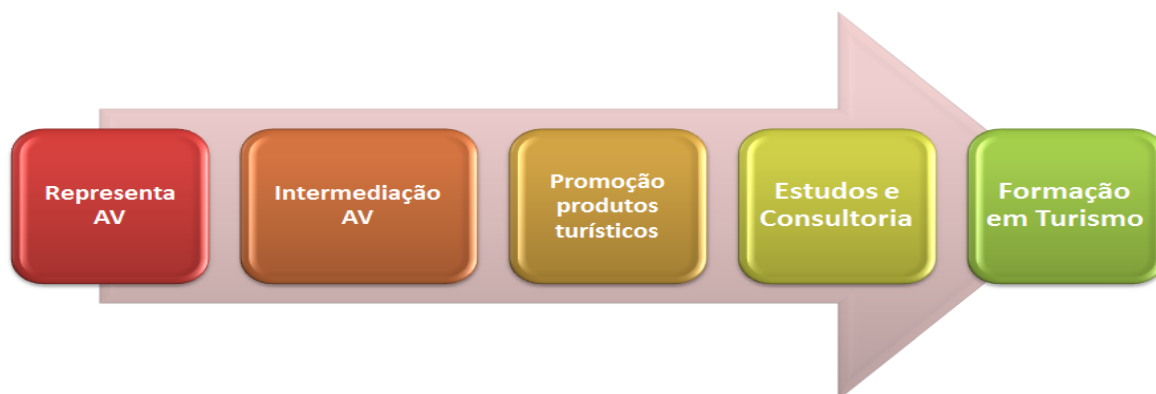 Representa
AV
Intermediação
AV
Promoção
produtos
turísticos
Estudos e
Consultoria
Formação
em Turismo